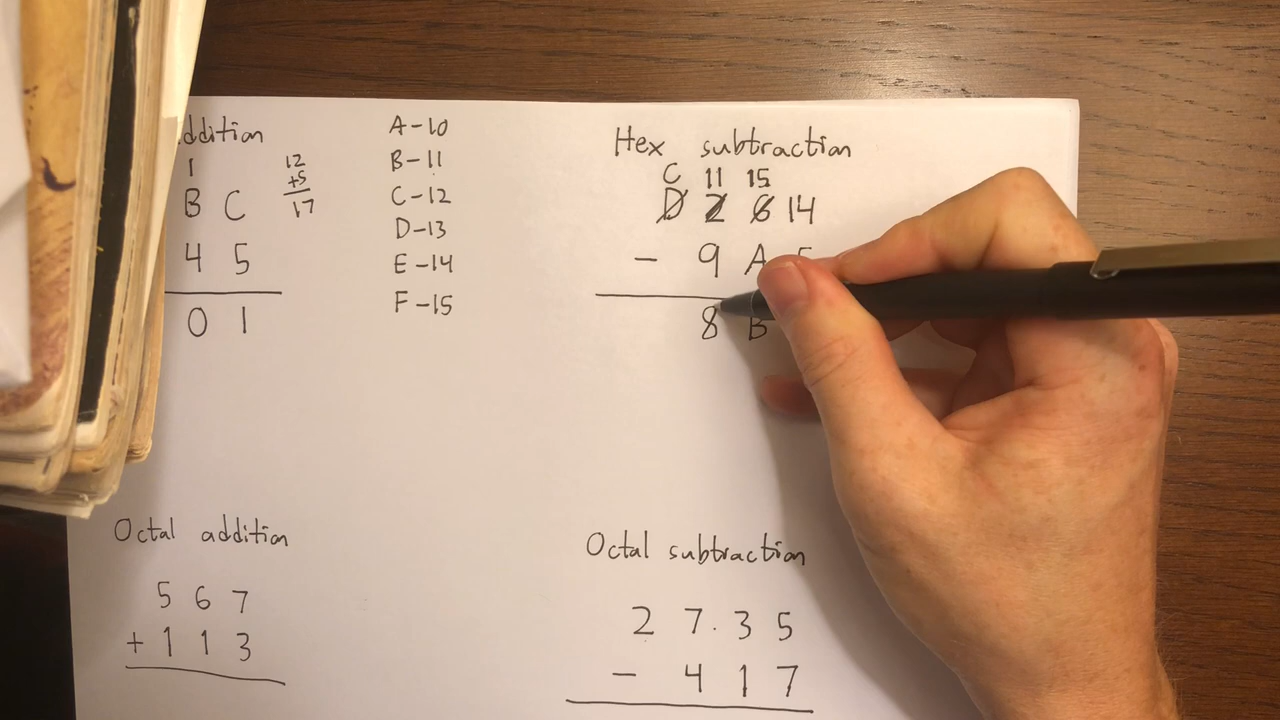 ddition
1
12
+5
17
B C
4 5
0 1
A-10
B-11
C-12
D-13
E-14
F-15
Hex subtraction
C 11 15
D 2 6 14
- 9 A
8 B
Octal addition
5 6 7
+ 1 1 3
Octal subtraction
2 7. 3 5
- 4 1 7